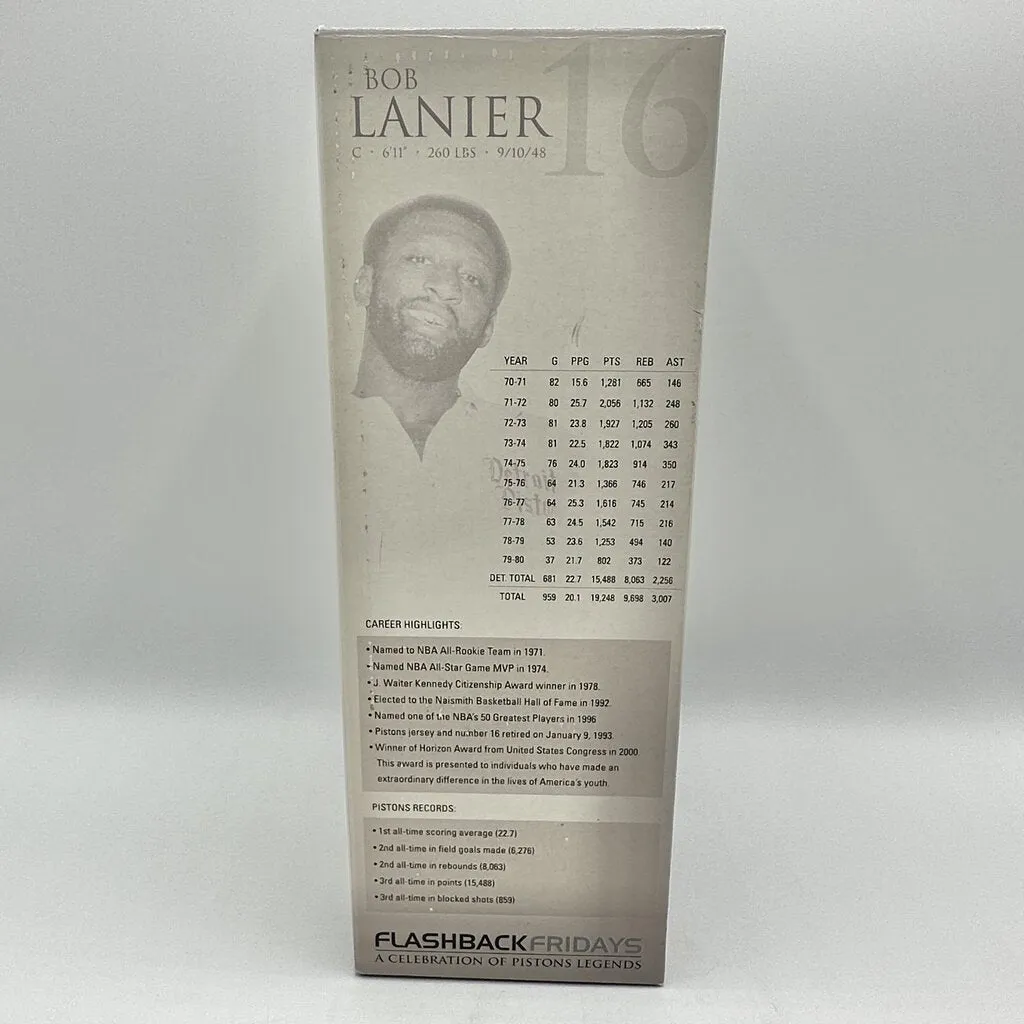 BOB
LANIER
16
C · 6'11" · 260 LBS · 9/10/48
YEAR G PPG PTS REB AST
70-71 82 15.6 1,281 665 146
71-72 80 25.7 2,056 1,132 248
72-73 81 23.8 1,927 1,205 260
73-74 81 22.5 1,822 1,074 343
74-75 76 24.0 1,823 914 350
75-76 64 21.3 1,366 746 217
76-77 64 25.3 1,616 745 214
77-78 63 24.5 1,542 715 216
78-79 53 23.6 1,253 494 140
79-80 37 21.7 802 373 122
DET. TOTAL 681 22.7 15,488 8,063 2,256
TOTAL 959 20.1 19,248 9,698 3,007
Detroit
CAREER HIGHLIGHTS:
• Named to NBA All-Rookie Team in 1971.
• Named NBA All-Star Game MVP in 1974.
• J. Walter Kennedy Citizenship Award winner in 1978.
• Elected to the Naismith Basketball Hall of Fame in 1992.
• Named one of the NBA's 50 Greatest Players in 1996
• Pistons jersey and number 16 retired on January 9, 1993.
• Winner of Horizon Award from United States Congress in 2000.
This award is presented to individuals who have made an
extraordinary difference in the lives of America's youth.
PISTONS RECORDS:
• 1st all-time scoring average (22.7)
• 2nd all-time in field goals made (6,276)
• 2nd all-time in rebounds (8,063)
• 3rd all-time in points (15,488)
• 3rd all-time in blocked shots (859)
FLASHBACKFRIDAYS
A CELEBRATION OF PISTONS LEGENDS